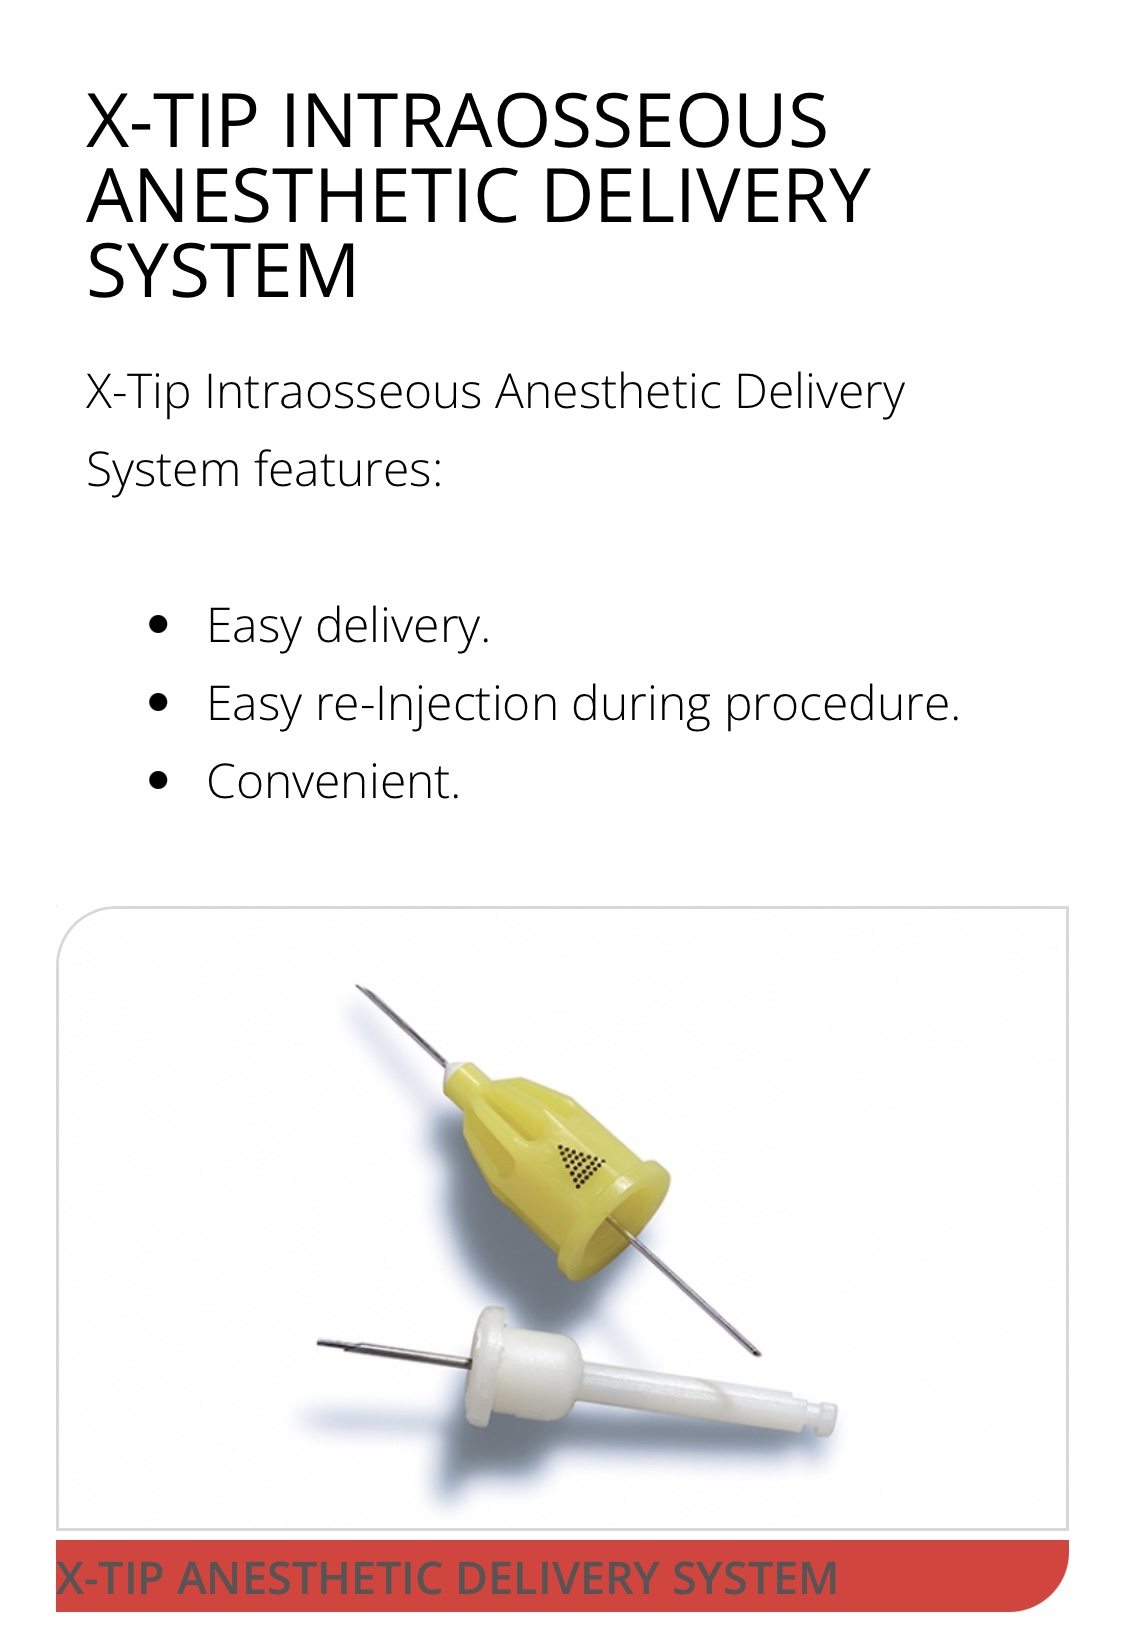 X-TIP INTRAOSSEOUS
ANESTHETIC DELIVERY
SYSTEM
X-Tip Intraosseous Anesthetic Delivery
System features:
• Easy delivery.
• Easy re-Injection during procedure.
• Convenient.
X-TIP ANESTHETIC DELIVERY SYSTEM